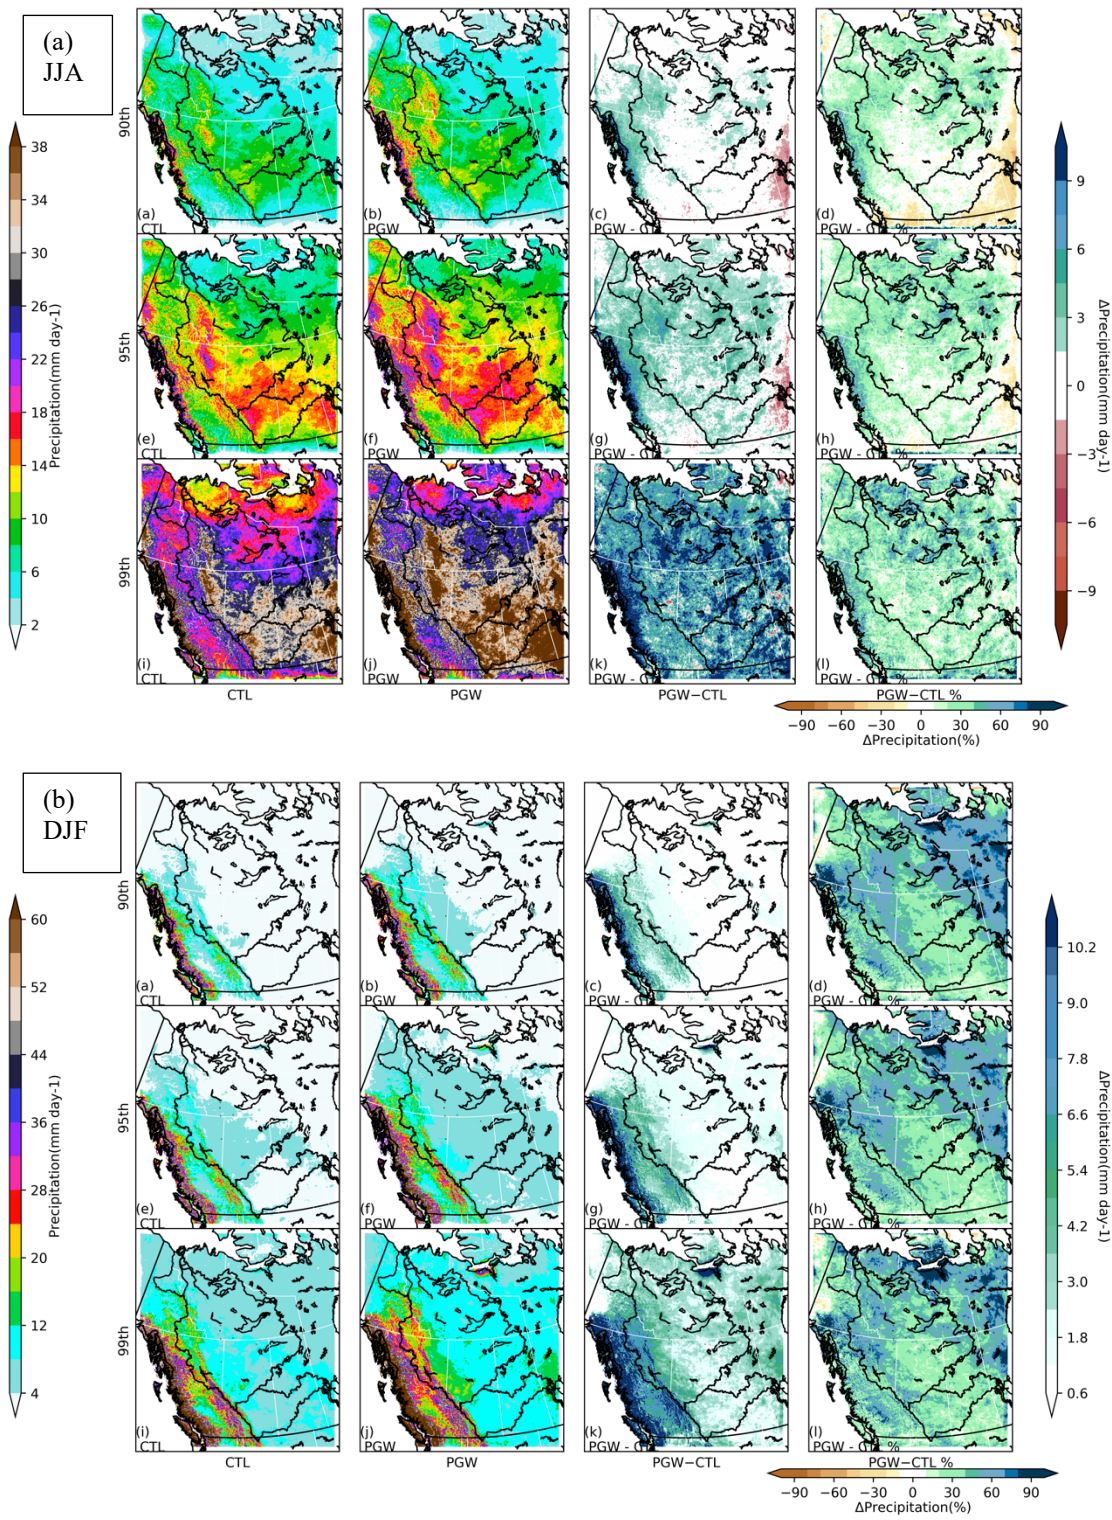 (a)
JJA
38
34
30
26
22
18
14
10
6
2
Precipitation(mm day-1)
90th
(a)
CTL
(b)
PGW
(c)
PGW - CTL
(d)
PGW - CTL %
95th
(e)
CTL
(f)
PGW
(g)
PGW - CTL
(h)
PGW - CTL %
99th
(i)
CTL
(j)
PGW
(k)
PGW - CTL
(l)
PGW - CTL %
CTL
PGW
PGW−CTL
PGW−CTL %
9
6
3
0
−3
−6
−9
ΔPrecipitation(mm day-1)
−90 −60 −30 0 30 60 90
ΔPrecipitation(%)
(b)
DJF
60
52
44
36
28
20
12
4
Precipitation(mm day-1)
90th
(a)
CTL
(b)
PGW
(c)
PGW - CTL
(d)
PGW - CTL %
95th
(e)
CTL
(f)
PGW
(g)
PGW - CTL
(h)
PGW - CTL %
99th
(i)
CTL
(j)
PGW
(k)
PGW - CTL
(l)
PGW - CTL %
CTL
PGW
PGW−CTL
PGW−CTL %
10.2
9.0
7.8
6.6
5.4
4.2
3.0
1.8
0.6
ΔPrecipitation(mm day-1)
−90 −60 −30 0 30 60 90
ΔPrecipitation(%)